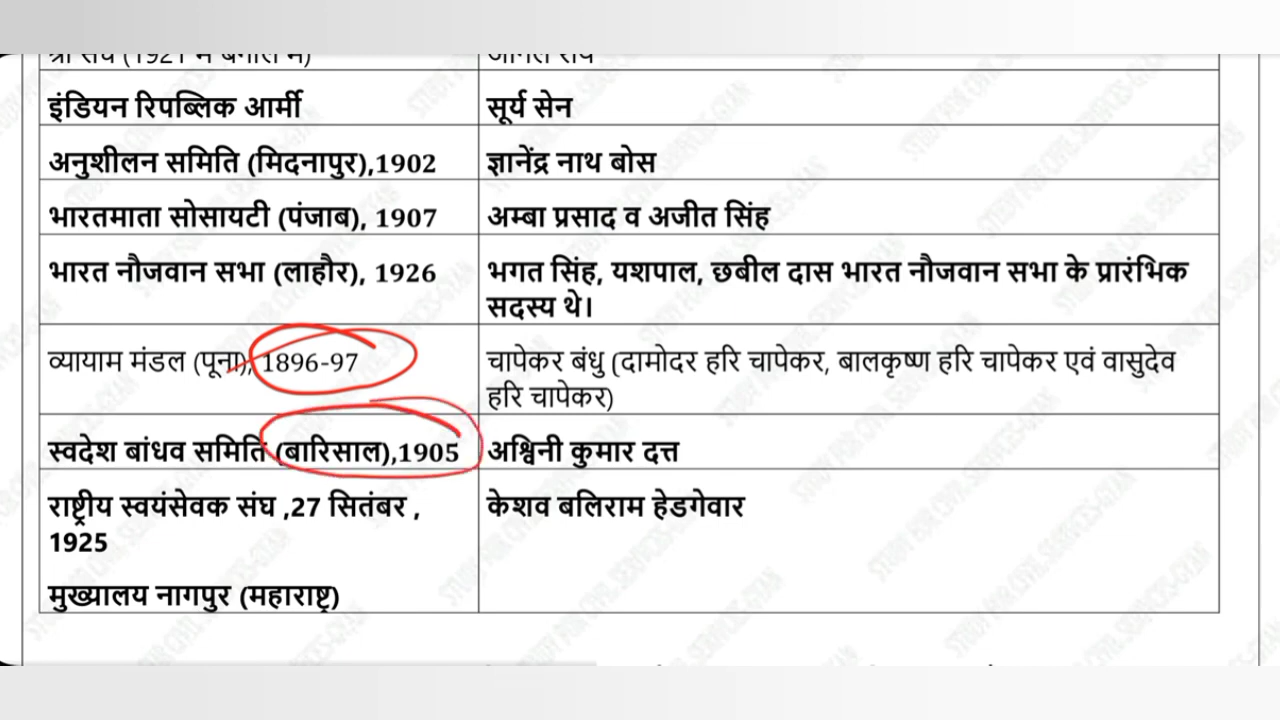 इंडियन रिपब्लिक आर्मी
सूर्य सेन
अनुशीलन समिति (मिदनापुर),1902
ज्ञानेंद्र नाथ बोस
भारतमाता सोसायटी (पंजाब), 1907
अम्बा प्रसाद व अजीत सिंह
भारत नौजवान सभा (लाहौर), 1926
भगत सिंह, यशपाल, छबील दास भारत नौजवान सभा के प्रारंभिक
सदस्य थे।
व्यायाम मंडल (पूना), 1896-97
चापेकर बंधु (दामोदर हरि चापेकर, बालकृष्ण हरि चापेकर एवं वासुदेव
हरि चापेकर)
स्वदेश बांधव समिति (बारिसाल),1905
अश्विनी कुमार दत्त
राष्ट्रीय स्वयंसेवक संघ ,27 सितंबर ,
1925
केशव बलिराम हेडगेवार
मुख्यालय नागपुर (महाराष्ट्र)